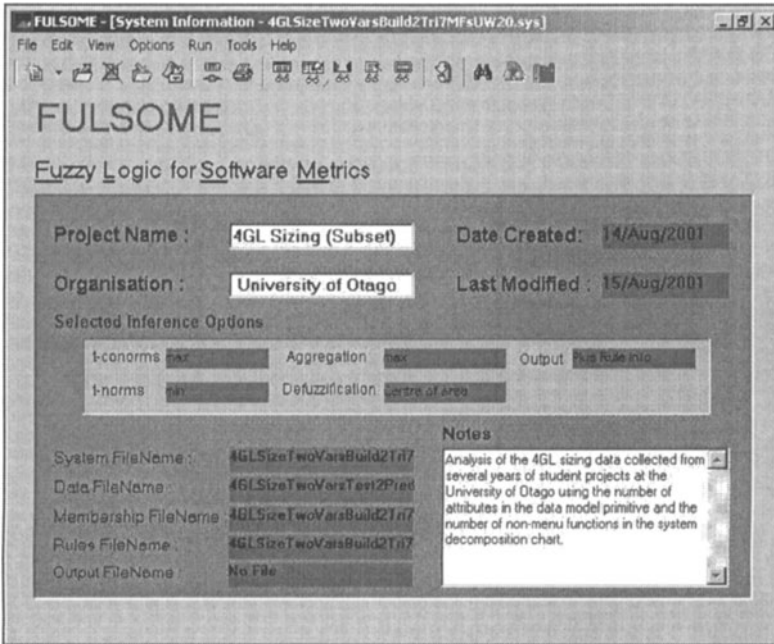 FULSOME - [System Information - 4GLSizeTwoVarsBuild2Tri7MFsUW20.sys]
File Edit View Options Run Tools Help
FULSOME
Fuzzy Logic for Software Metrics
Project Name : 4GL Sizing (Subset) Date Created: 14/Aug/2001
Organisation : University of Otago Last Modified : 15/Aug/2001
Selected Inference Options
t-conorms max Aggregation max Output Plus Rule Info
t-norms min Defuzzification Centre of area
Notes
System FileName : 4GLSizeTwoVarsBuild2Tri7
Data FileName : 4GLSizeTwoVarsTest2Pred
Membership FileName : 4GLSizeTwoVarsBuild2Tri7
Rules FileName : 4GLSizeTwoVarsBuild2Tri7
Output FileName : No File
Analysis of the 4GL sizing data collected from
several years of student projects at the
University of Otago using the number of
attributes in the data model primitive and the
number of non-menu functions in the system
decomposition chart.